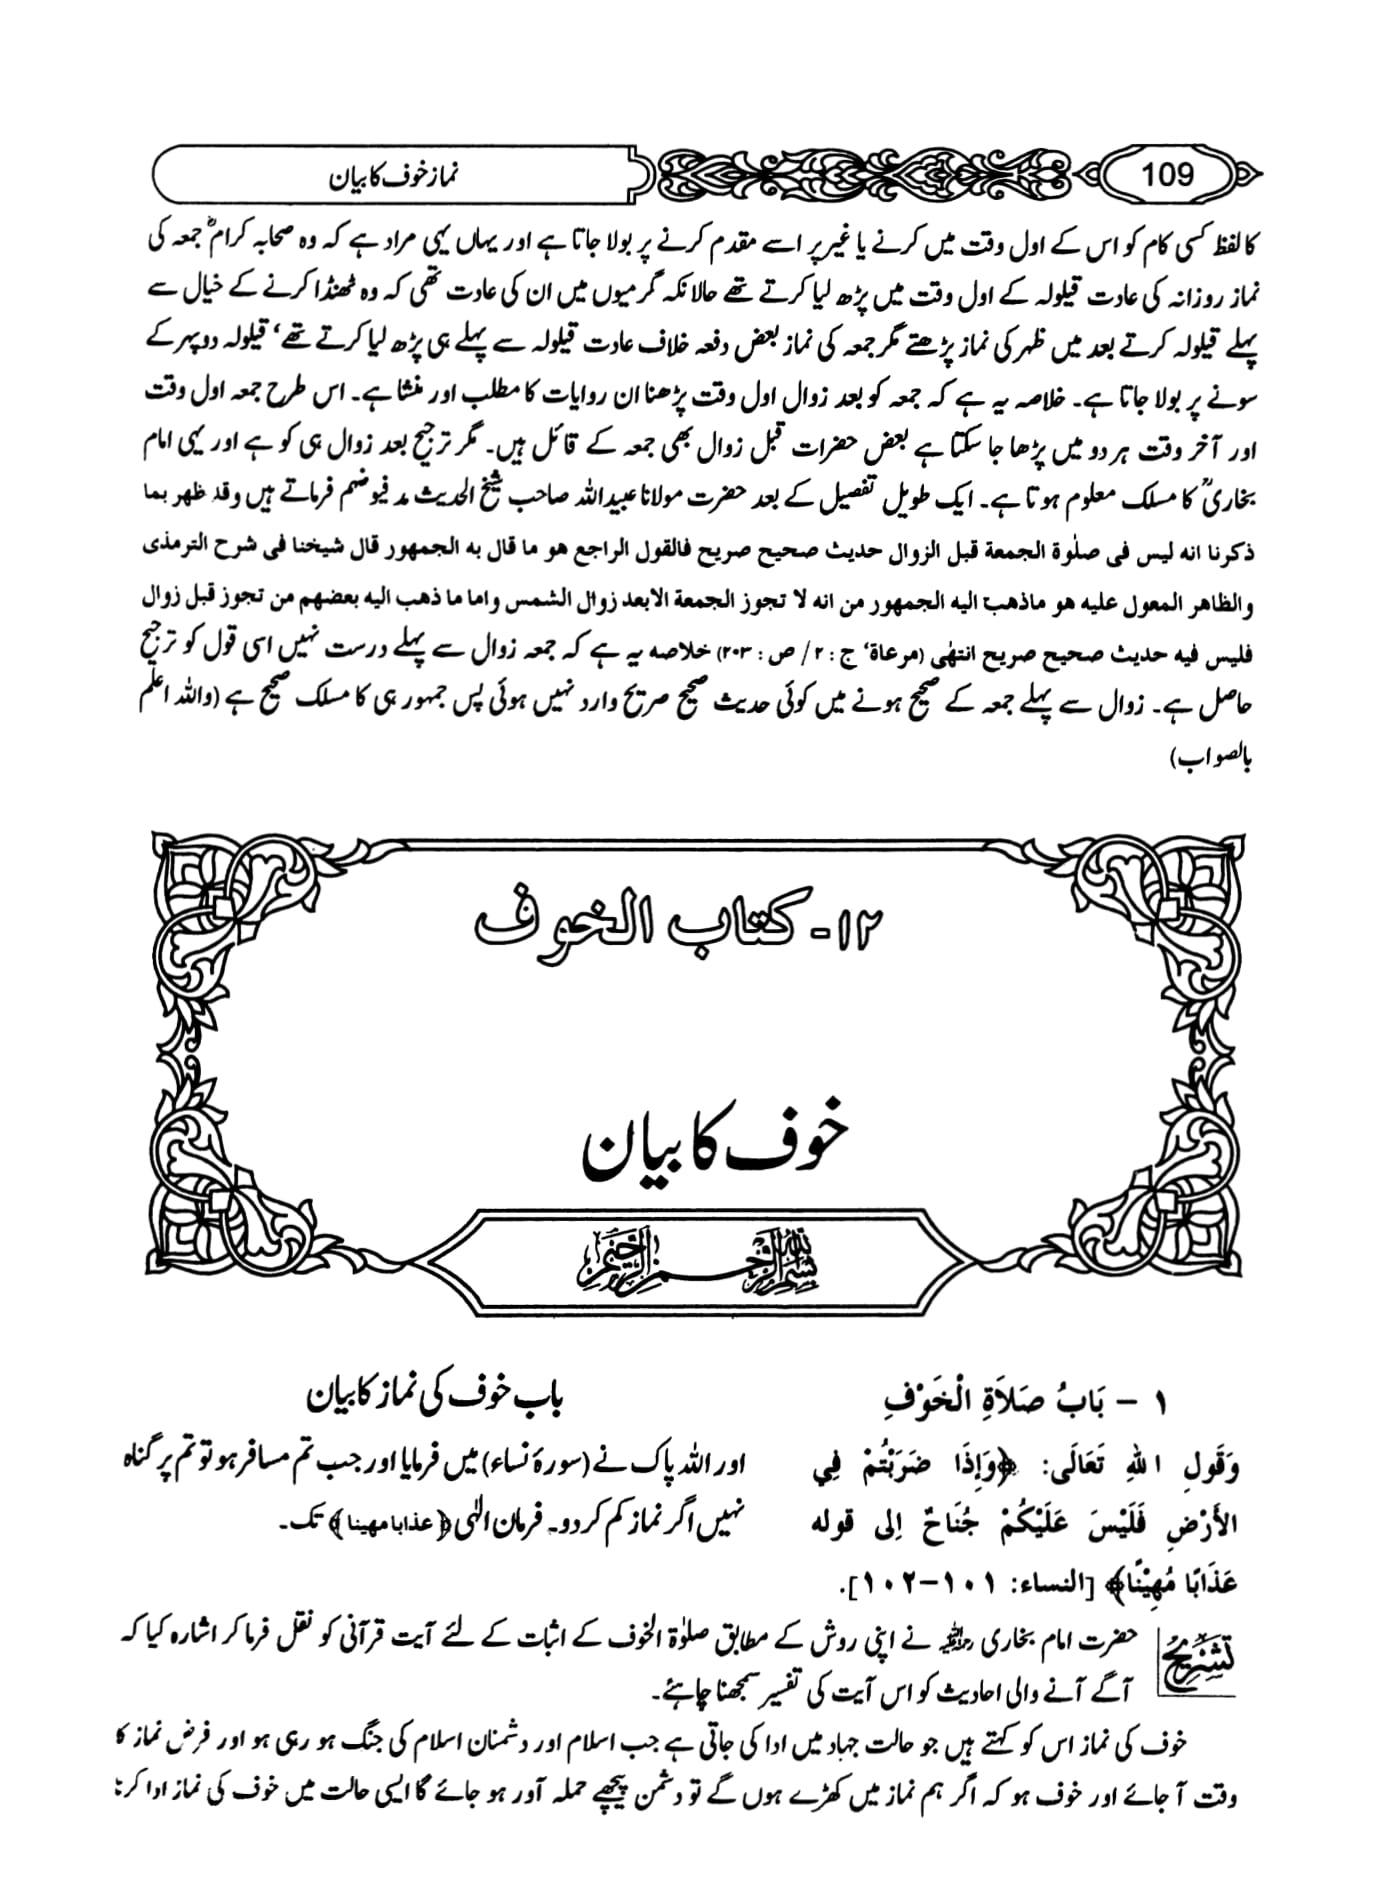 109
نماز خوف کا بیان
کا لفظ کسی کام کو اس کے اول وقت میں کرنے یا غیر پر اسے مقدم کرنے پر بولا جاتا ہے اور یہاں یہی مراد ہے کہ وہ صحابہ کرامؓ جمعہ کی
نماز روزانہ کی عادت قیلولہ کے اول وقت میں پڑھ لیا کرتے تھے حالانکہ گرمیوں میں ان کی عادت تھی کہ وہ ٹھنڈا کرنے کے خیال سے
پہلے قیلولہ کرتے بعد میں ظہر کی نماز پڑھتے مگر جمعہ کی نماز بعض دفعہ خلاف عادت قیلولہ سے پہلے ہی پڑھ لیا کرتے تھے‘ قیلولہ دوپہر کے
سونے پر بولا جاتا ہے۔ خلاصہ یہ ہے کہ جمعہ کو بعد زوال اول وقت پڑھنا ان روایات کا مطلب اور منشا ہے۔ اس طرح جمعہ اول وقت
اور آخر وقت ہر دو میں پڑھا جا سکتا ہے بعض حضرات قبل زوال بھی جمعہ کے قائل ہیں۔ مگر ترجیح بعد زوال ہی کو ہے اور یہی امام
بخاریؒ کا مسلک معلوم ہوتا ہے۔ ایک طویل تفصیل کے بعد حضرت مولانا عبیداللہ صاحب شیخ الحدیث مد فیوضہم فرماتے ہیں وقد ظهر بما
ذكرنا انه ليس فى صلٰوة الجمعة قبل الزوال حديث صحيح صريح فالقول الراجع هو ما قال به الجمهور قال شيخنا فى شرح الترمذى
والظاهر المعول عليه هو ماذهب اليه الجمهور من انه لا تجوز الجمعة الابعد زوال الشمس واما ما ذهب اليه بعضهم من تجوز قبل زوال
فليس فيه حديث صحيح صريح انتهٰى (مرعاة‘ ج : ۲/ ص : ۲۰۳) خلاصہ یہ ہے کہ جمعہ زوال سے پہلے درست نہیں اسی قول کو ترجیح
حاصل ہے۔ زوال سے پہلے جمعہ کے صحیح ہونے میں کوئی حدیث صحیح صریح وارد نہیں ہوئی پس جمہور ہی کا مسلک صحیح ہے (واللہ اعلم
بالصواب)
۱۲- كتاب الخوف
خوف کا بیان
بسم الله الرحمن الرحيم
١ – بَابُ صَلاَةِ الْخَوْفِ
وَقَولِ اللهِ تَعَالَى: ﴿وَإِذَا ضَرَبْتُمْ فِي
الأَرْضِ فَلَيْسَ عَلَيْكُمْ جُنَاحٌ اِلى قوله
عَذَابًا مُهِيْنًا﴾ [النساء: ١٠١–١٠٢].
باب خوف کی نماز کا بیان
اور اللہ پاک نے (سورۂ نساء) میں فرمایا اور جب تم مسافر ہو تو تم پر گناہ
نہیں اگر نماز کم کر دو۔ فرمان الٰہی ﴿عذابا مهینا﴾ تک۔
تشریح
حضرت امام بخاری رحمہ اللہ نے اپنی روش کے مطابق صلٰوۃ الخوف کے اثبات کے لئے آیت قرآنی کو نقل فرما کر اشارہ کیا کہ
آگے آنے والی احادیث کو اس آیت کی تفسیر سمجھنا چاہئے۔
خوف کی نماز اس کو کہتے ہیں جو حالت جہاد میں ادا کی جاتی ہے جب اسلام اور دشمنان اسلام کی جنگ ہو رہی ہو اور فرض نماز کا
وقت آ جائے اور خوف ہو کہ اگر ہم نماز میں کھڑے ہوں گے تو دشمن پیچھے حملہ آور ہو جائے گا ایسی حالت میں خوف کی نماز ادا کرنا